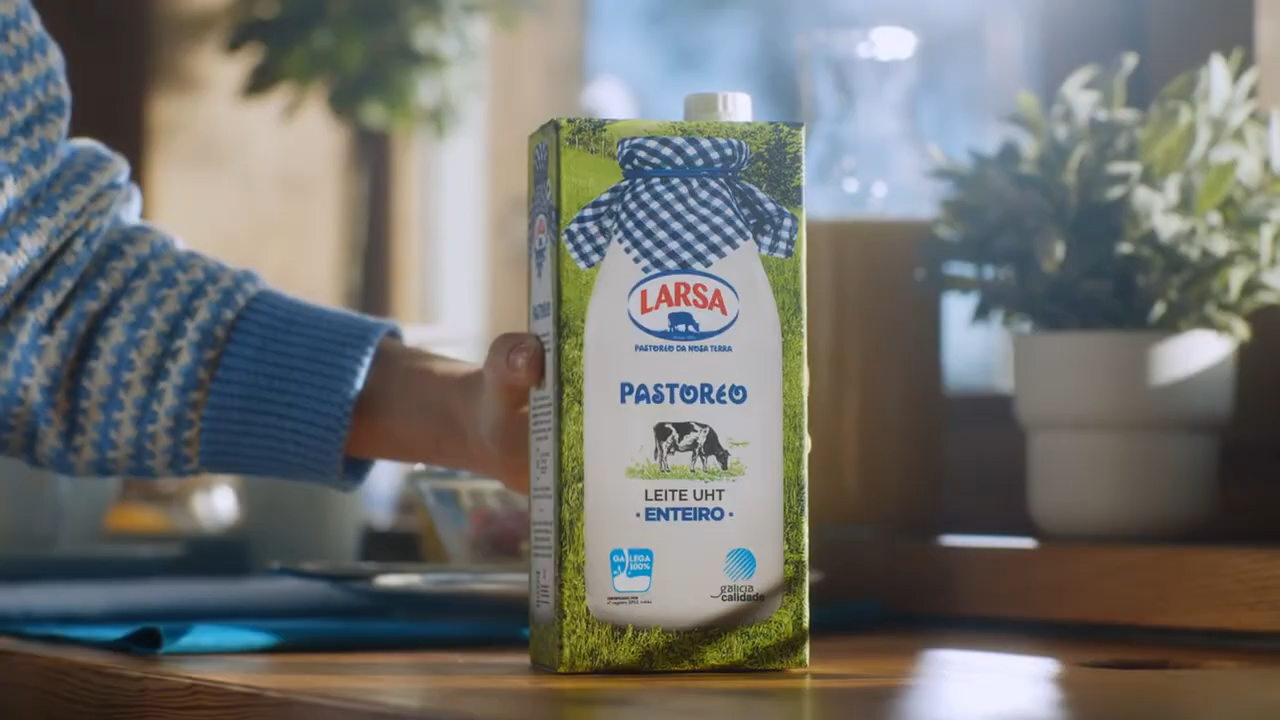 LARSA
PASTOREO DA NOSA TERRA
PASTOREO
LEITE UHT
· ENTEIRO ·
GALEGA
100%
galicia
calidade